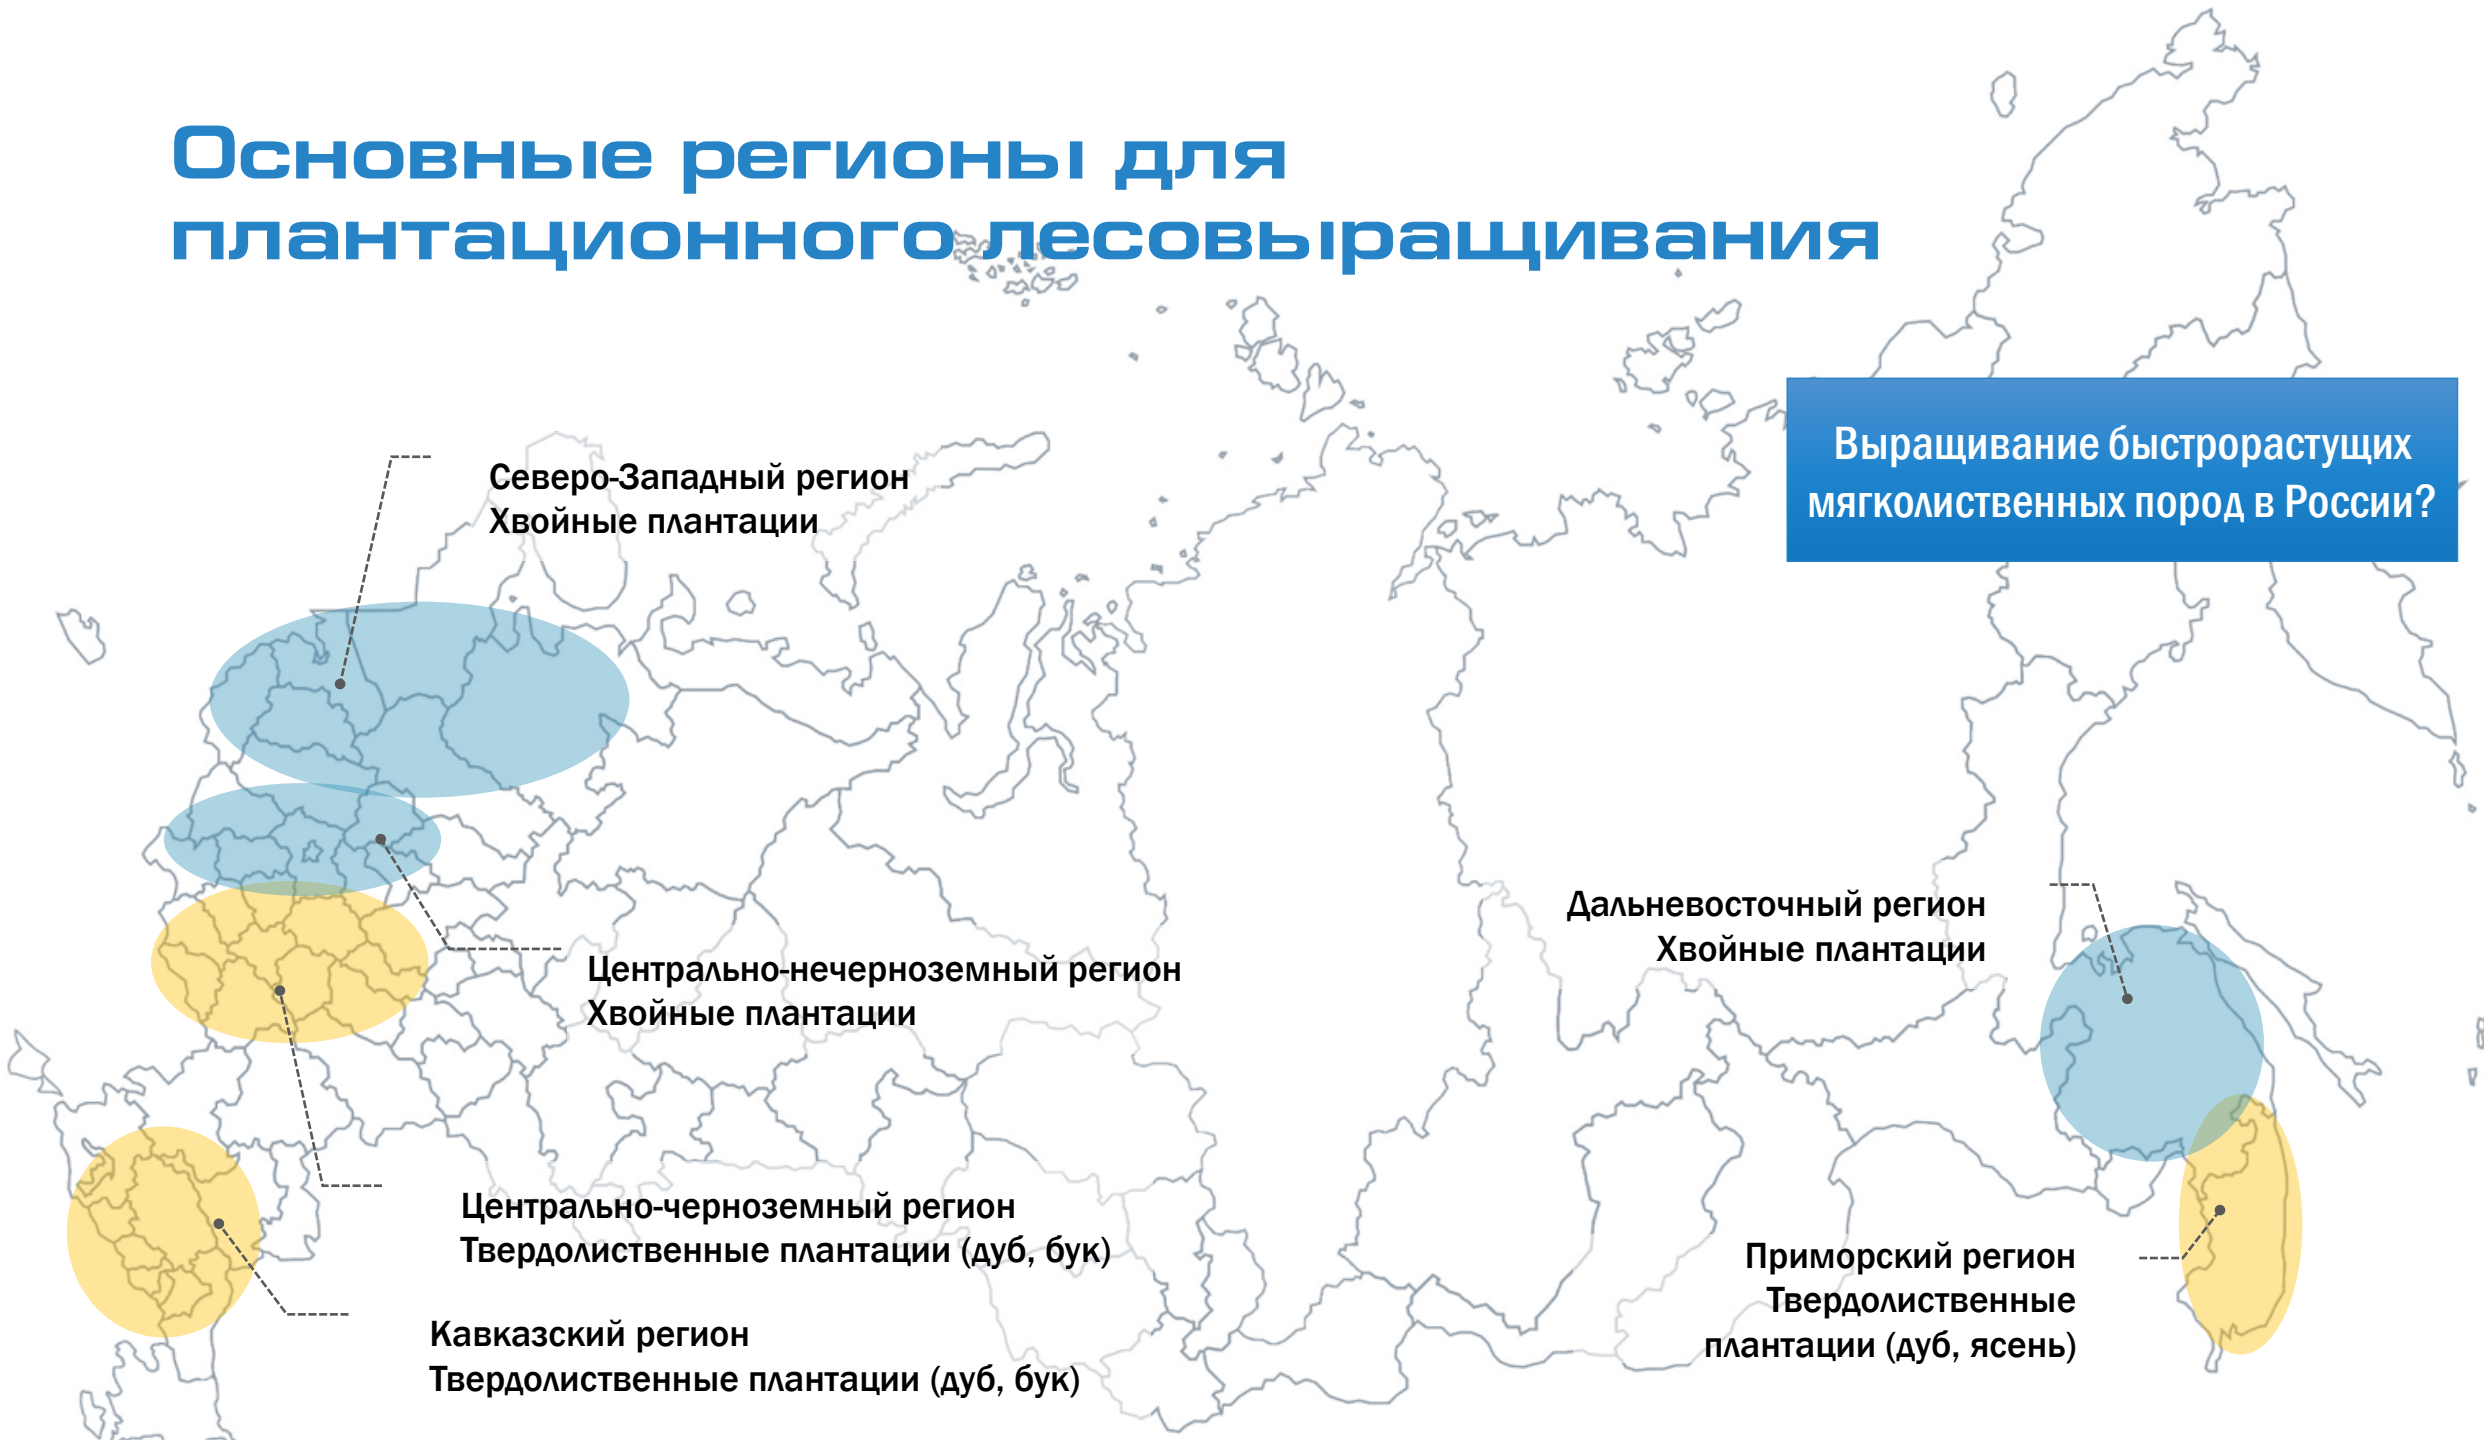 Основные регионы для
плантационного лесовыращивания
Выращивание быстрорастущих
мягколиственных пород в России?
Северо-Западный регион
Хвойные плантации
Дальневосточный регион
Хвойные плантации
Центрально-нечерноземный регион
Хвойные плантации
Центрально-черноземный регион
Твердолиственные плантации (дуб, бук)
Приморский регион
Твердолиственные
плантации (дуб, ясень)
Кавказский регион
Твердолиственные плантации (дуб, бук)